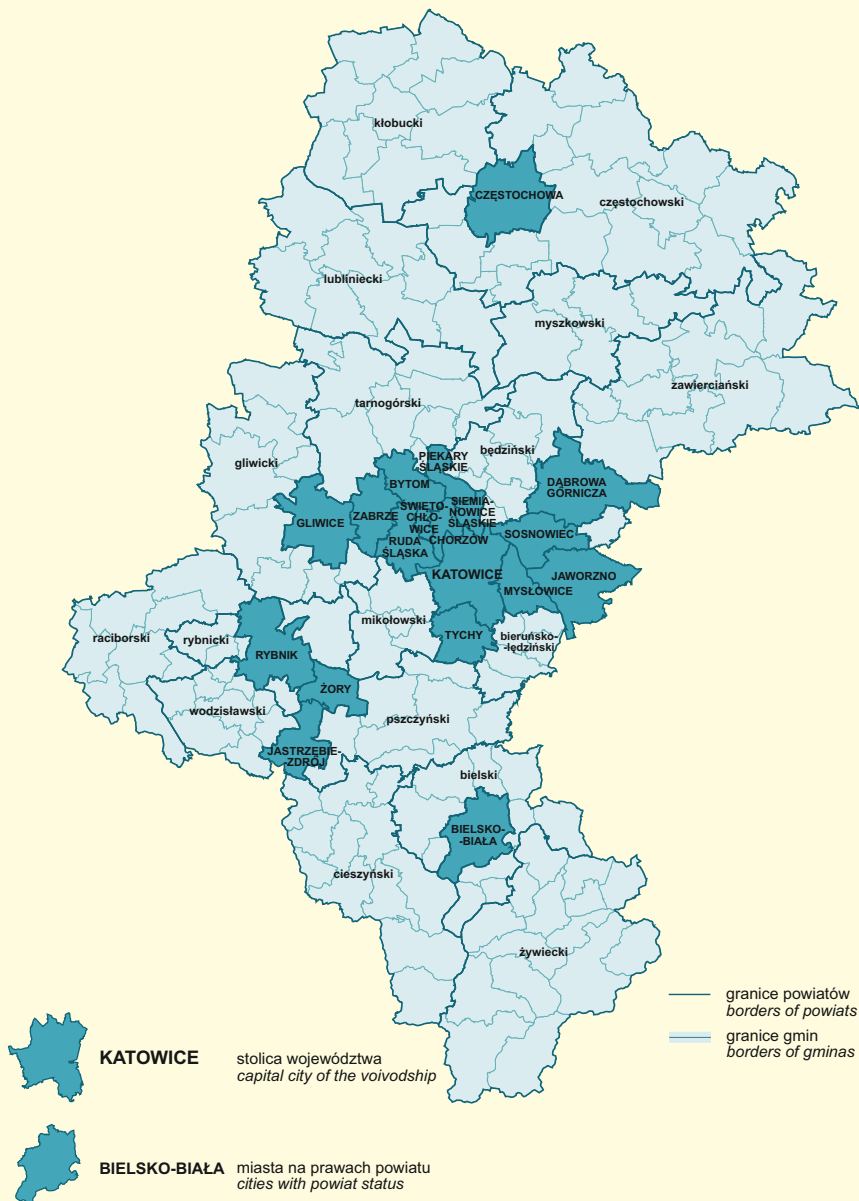 kłobucki
CZĘSTOCHOWA
częstochowski
lubliniecki
myszkowski
zawierciański
tarnogórski
będziński
gliwicki
PIEKARY
ŚLĄSKIE
BYTOM
DĄBROWA
GÓRNICZA
GLIWICE
ZABRZE
ŚWIĘTO-
CHŁO-
WICE
SIEMIA-
NOWICE
ŚLĄSKIE
RUDA
ŚLĄSKA
CHORZÓW
SOSNOWIEC
KATOWICE
MYSŁOWICE
JAWORZNO
mikołowski
TYCHY
bieruńsko-
-lędziński
raciborski
rybnicki
RYBNIK
ŻORY
wodzisławski
pszczyński
JASTRZĘBIE-
-ZDRÓJ
bielski
BIELSKO-
-BIAŁA
cieszyński
żywiecki
granice powiatów
borders of powiats
granice gmin
borders of gminas
KATOWICE stolica województwa
capital city of the voivodship
BIELSKO-BIAŁA miasta na prawach powiatu
cities with powiat status